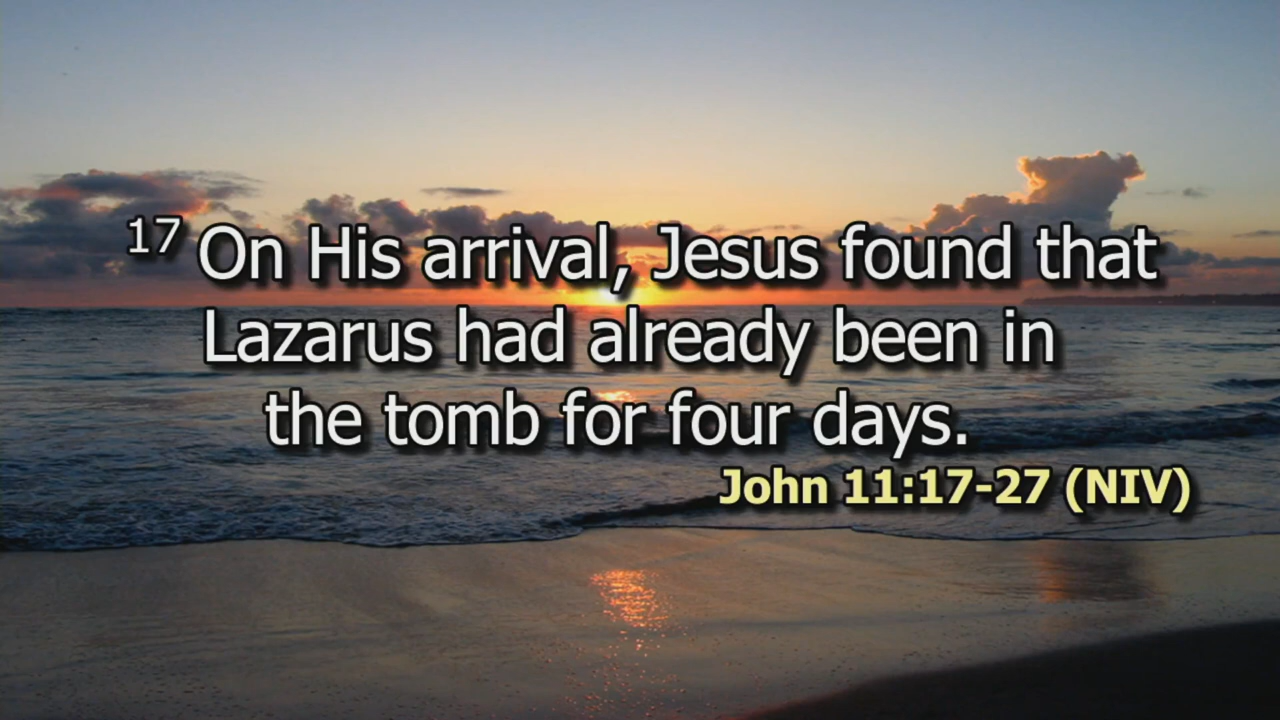 17 On His arrival, Jesus found that
Lazarus had already been in
the tomb for four days.
John 11:17-27 (NIV)